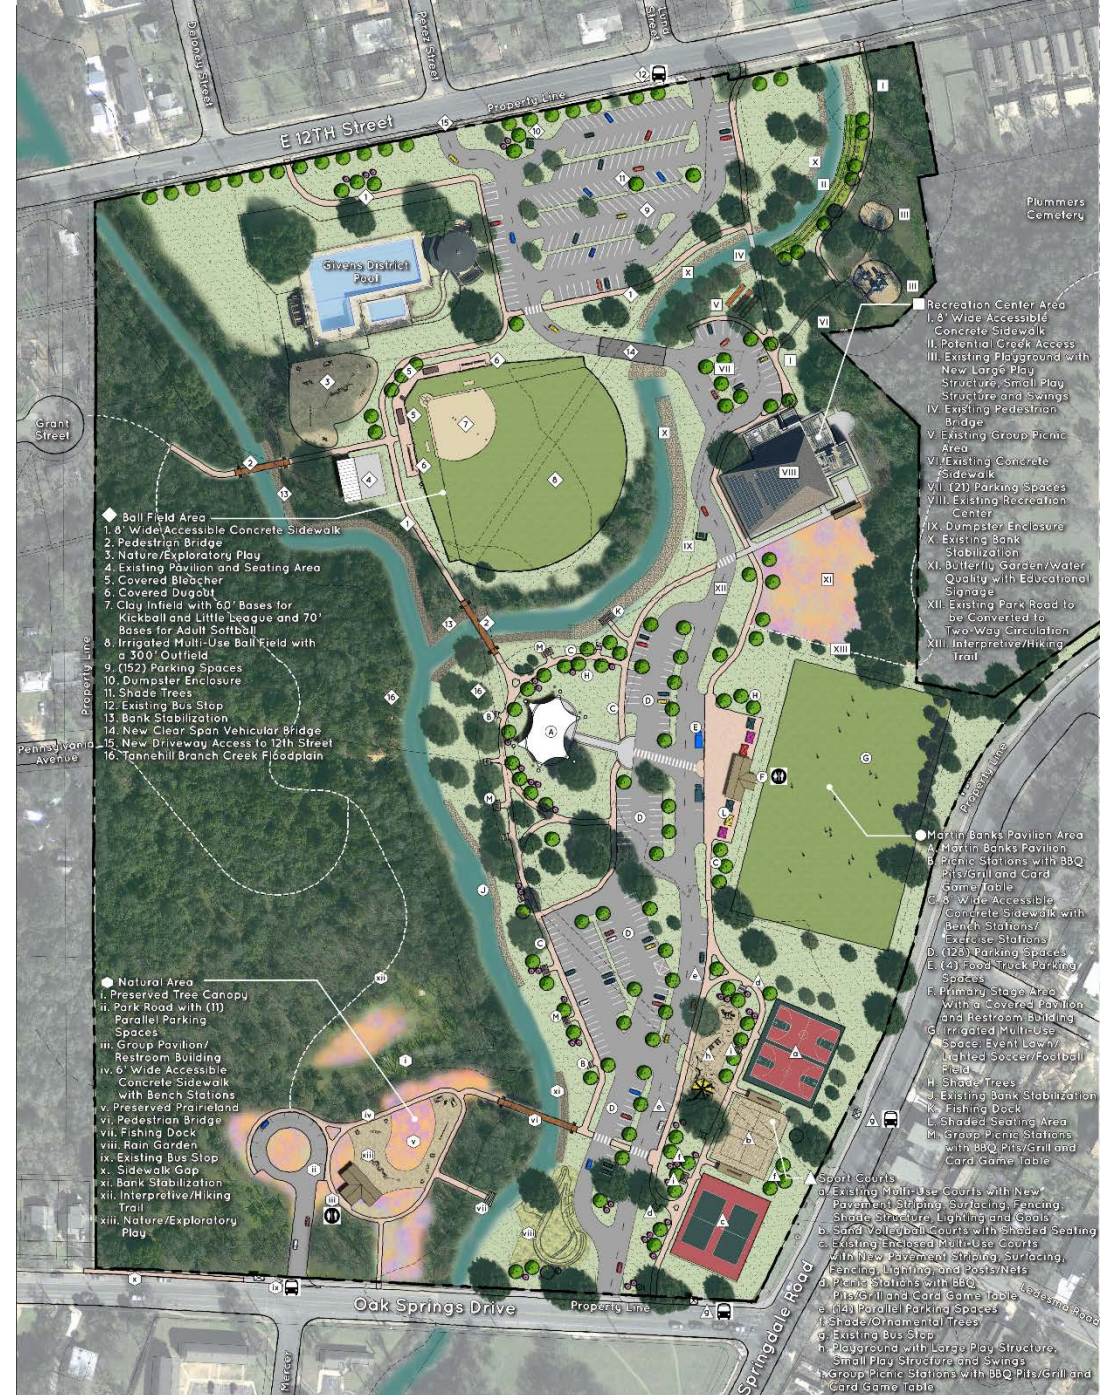 Deloney Street
Perez Street
Lund Street
E 12TH Street
Property Line
Plummers Cemetery
Givens District Pool
Grant Street
Recreation Center Area
I. 8' Wide Accessible
Concrete Sidewalk
II. Potential Creek Access
III. Existing Playground with
New Large Play
Structure, Small Play
Structure and Swings
IV. Existing Pedestrian
Bridge
V. Existing Group Picnic
Area
VI. Existing Concrete
Sidewalk
VII. (21) Parking Spaces
VIII. Existing Recreation
Center
IX. Dumpster Enclosure
X. Existing Bank
Stabilization
XI. Butterfly Garden/Water
Quality with Educational
Signage
XII. Existing Park Road to
be Converted to
Two-Way Circulation
XIII. Interpretive/Hiking
Trail
Ball Field Area
1. 8' Wide Accessible Concrete Sidewalk
2. Pedestrian Bridge
3. Nature/Exploratory Play
4. Existing Pavilion and Seating Area
5. Covered Bleacher
6. Covered Dugout
7. Clay Infield with 60' Bases for
Kickball and Little League and 70'
Bases for Adult Softball
8. Irrigated Multi-Use Ball Field with
a 300' Outfield
9. (152) Parking Spaces
10. Dumpster Enclosure
11. Shade Trees
12. Existing Bus Stop
13. Bank Stabilization
14. New Clear Span Vehicular Bridge
15. New Driveway Access to 12th Street
16. Tannehill Branch Creek Floodplain
Property Line
Pennsylvania Avenue
Property Line
Martin Banks Pavilion Area
A. Martin Banks Pavilion
B. Picnic Stations with BBQ
Pits/Grill and Card
Game Table
C. 8' Wide Accessible
Concrete Sidewalk with
Bench Stations/
Exercise Stations
D. (128) Parking Spaces
E. (4) Food Truck Parking
Spaces
F. Primary Stage Area
With a Covered Pavilion
and Restroom Building
G. Irrigated Multi-Use
Space: Event Lawn/
Lighted Soccer/Football
Field
H. Shade Trees
J. Existing Bank Stabilization
K. Fishing Dock
L. Shaded Seating Area
M. Group Picnic Stations
with BBQ Pits/Grill and
Card Game Table
Natural Area
i. Preserved Tree Canopy
ii. Park Road with (11)
Parallel Parking
Spaces
iii. Group Pavilion/
Restroom Building
iv. 6' Wide Accessible
Concrete Sidewalk
with Bench Stations
v. Preserved Prairieland
vi. Pedestrian Bridge
vii. Fishing Dock
viii. Rain Garden
ix. Existing Bus Stop
x. Sidewalk Gap
xi. Bank Stabilization
xii. Interpretive/Hiking
Trail
xiii. Nature/Exploratory
Play
Sport Courts
a. Existing Multi-Use Courts with New
Pavement Striping, Surfacing, Fencing,
Shade Structure, Lighting and Goals
b. Sand Volleyball Courts with Shaded Seating
c. Existing Enclosed Multi-Use Courts
with New Pavement Striping, Surfacing,
Fencing, Lighting, and Posts/Nets
d. Picnic Stations with BBQ
Pits/Grill and Card Game Table
e. (14) Parallel Parking Spaces
f. Shade/Ornamental Trees
g. Existing Bus Stop
h. Playground with Large Play Structure,
Small Play Structure and Swings
i. Group Picnic Stations with BBQ Pits/Grill and
Card Game Table
Oak Springs Drive
Property Line
Springdale Road
Ledesma Road
Mercer